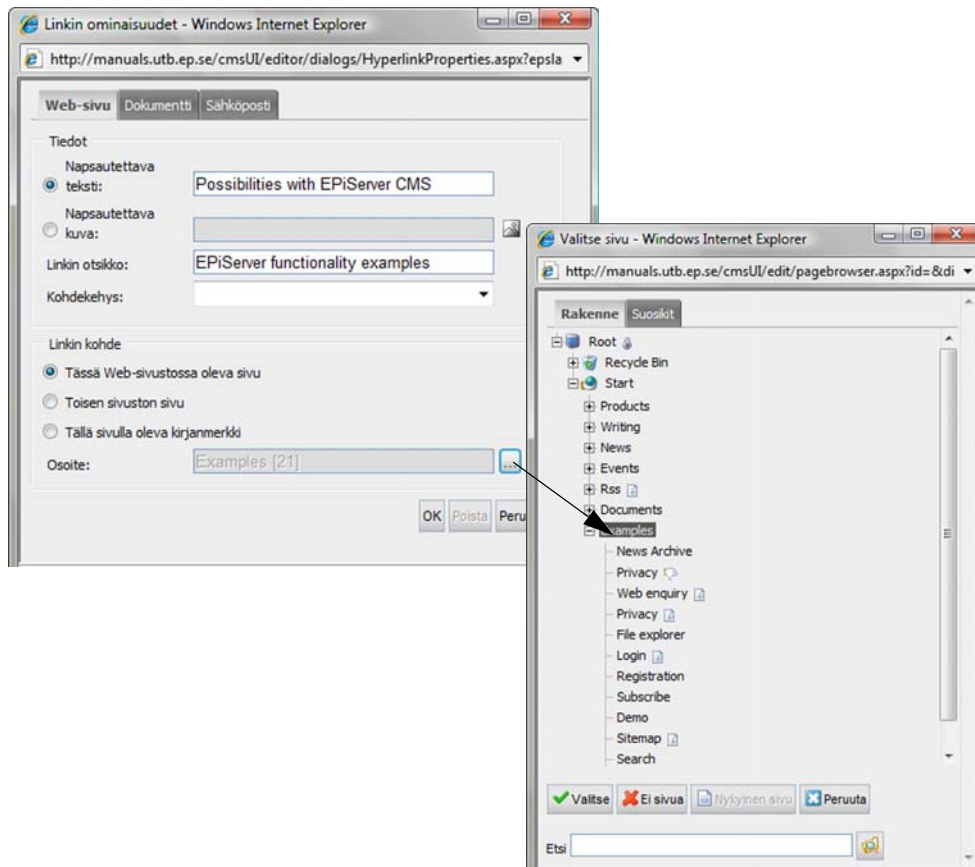 Linkin ominaisuudet - Windows Internet Explorer
http://manuals.utb.ep.se/cmsUI/editor/dialogs/HyperlinkProperties.aspx?epsla
Web-sivu Dokumentti Sähköposti
Tiedot
Napsautettava
teksti: Possibilities with EPiServer CMS
Napsautettava
kuva:
Linkin otsikko: EPiServer functionality examples
Kohdekehys:
Linkin kohde
Tässä Web-sivustossa oleva sivu
Toisen sivuston sivu
Tällä sivulla oleva kirjanmerkki
Osoite: Examples [21] ...
OK Poista Peru
Valitse sivu - Windows Internet Explorer
http://manuals.utb.ep.se/cmsUI/edit/pagebrowser.aspx?id=&di
Rakenne Suosikit
Root
Recycle Bin
Start
Products
Writing
News
Events
Rss
Documents
Examples
News Archive
Privacy
Web enquiry
Privacy
File explorer
Login
Registration
Subscribe
Demo
Sitemap
Search
Valitse Ei sivua Nykyinen sivu Peruuta
Etsi